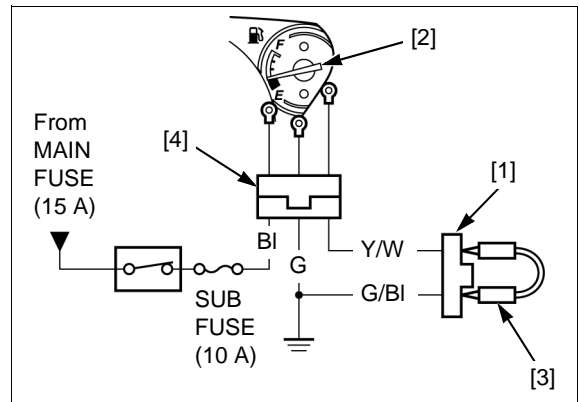 F
E
[2]
From
MAIN
FUSE
(15 A)
[4]
[1]
Bl
Y/W
G
G/Bl
SUB
FUSE
(10 A)
[3]